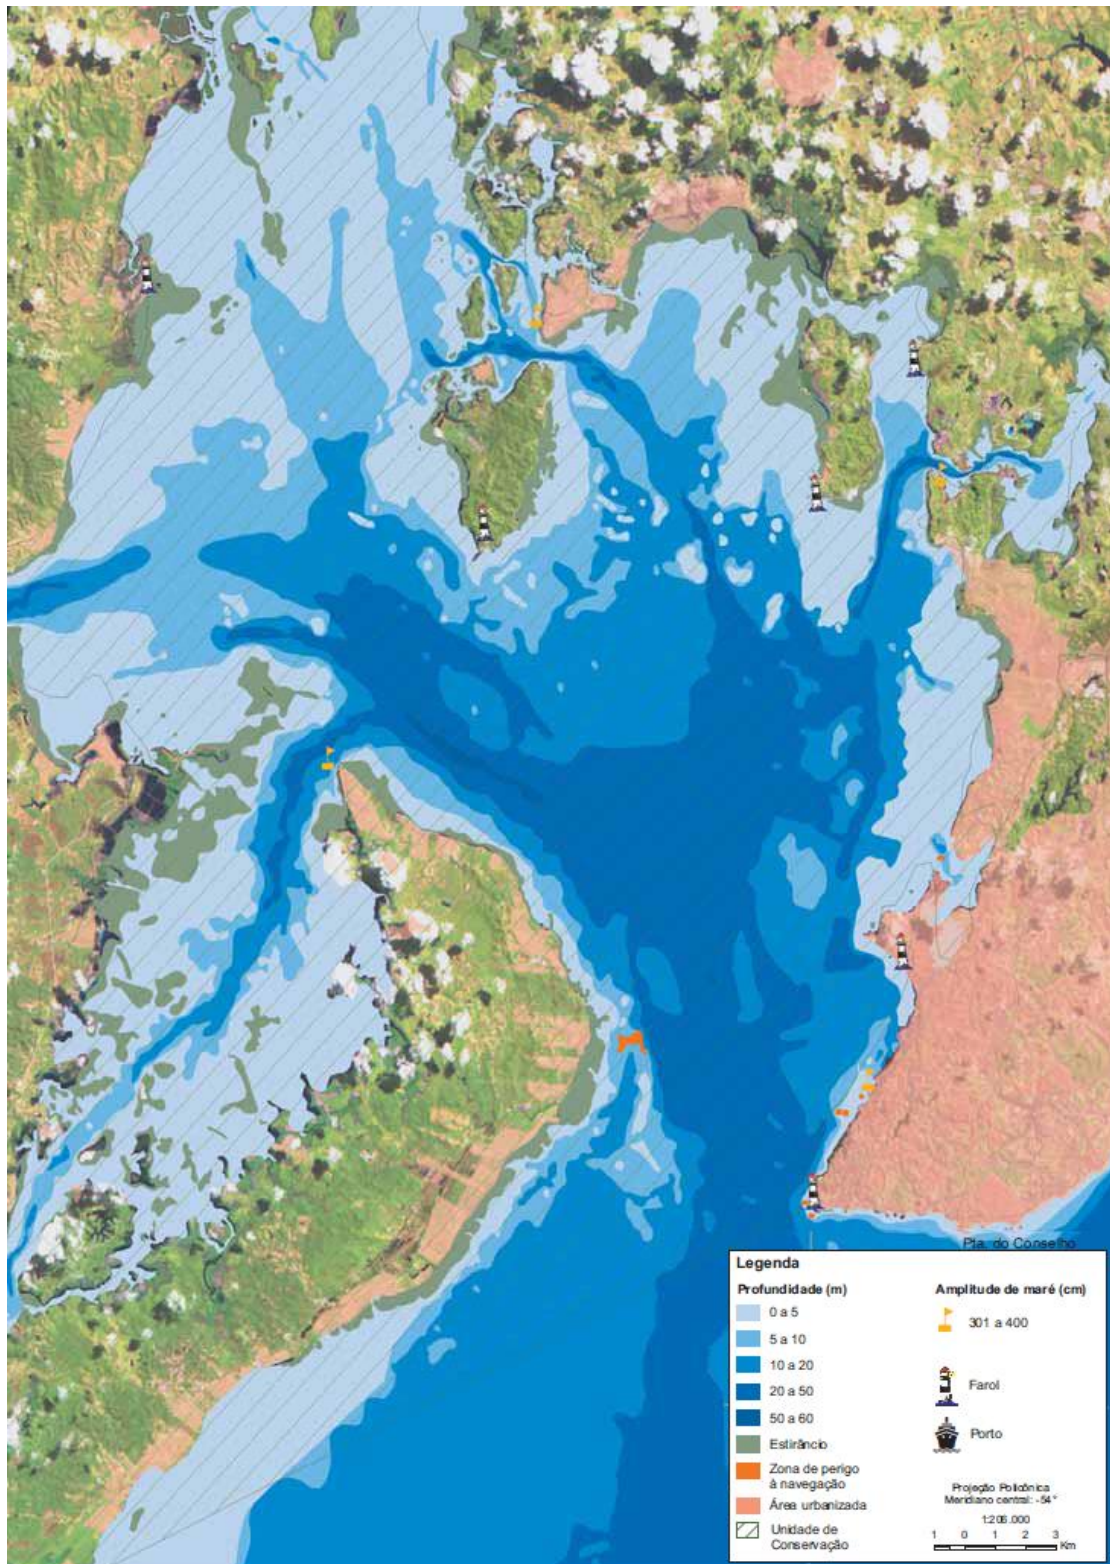 Pta. do Conselho
Legenda
Profundidade (m)
0 a 5
5 a 10
10 a 20
20 a 50
50 a 60
Estirâncio
Zona de perigo
à navegação
Área urbanizada
Unidade de
Conservação
Amplitude de maré (cm)
301 a 400
Farol
Porto
Projeção Policônica
Meridiano central: -54°
1:206.000
1 0 1 2 3
Km